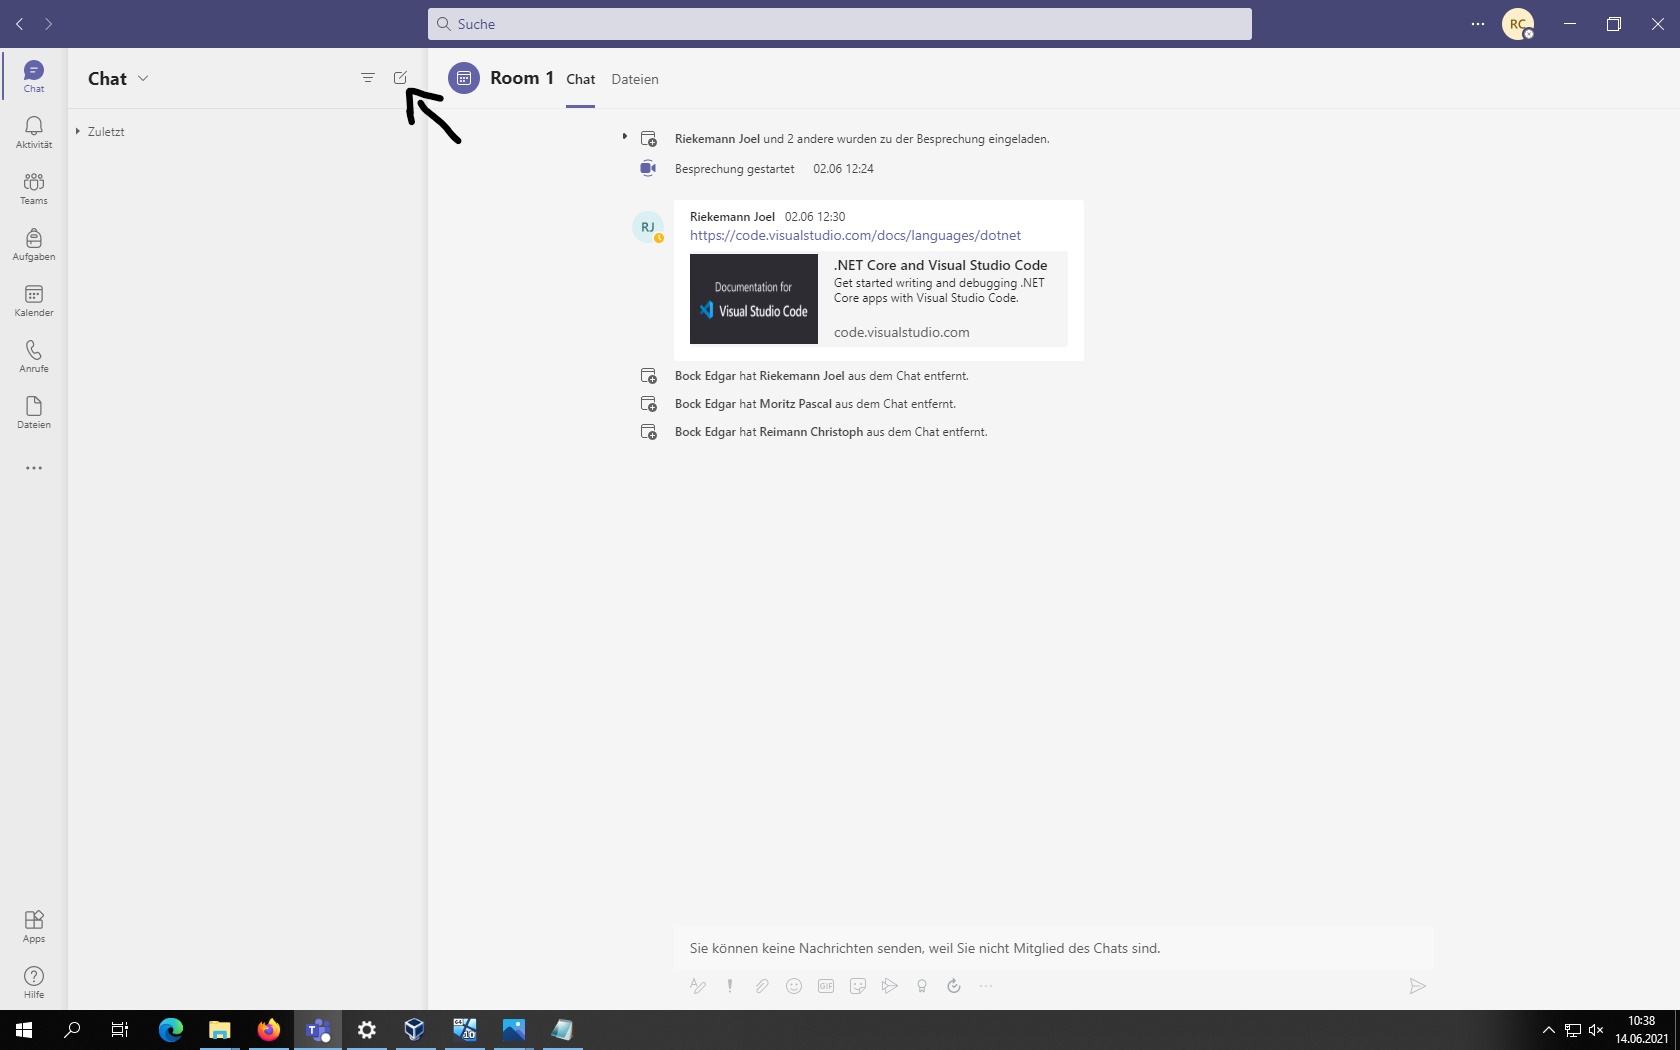 Suche
RC
Chat
Chat
Aktivität
Teams
Aufgaben
Kalender
Anrufe
Dateien
Apps
Hilfe
Zuletzt
Room 1 Chat Dateien
Riekemann Joel und 2 andere wurden zu der Besprechung eingeladen.
Besprechung gestartet 02.06 12:24
RJ
Riekemann Joel 02.06 12:30
https://code.visualstudio.com/docs/languages/dotnet
Documentation for
Visual Studio Code
.NET Core and Visual Studio Code
Get started writing and debugging .NET
Core apps with Visual Studio Code.
code.visualstudio.com
Bock Edgar hat Riekemann Joel aus dem Chat entfernt.
Bock Edgar hat Moritz Pascal aus dem Chat entfernt.
Bock Edgar hat Reimann Christoph aus dem Chat entfernt.
Sie können keine Nachrichten senden, weil Sie nicht Mitglied des Chats sind.
GIF
10:38
14.06.2021